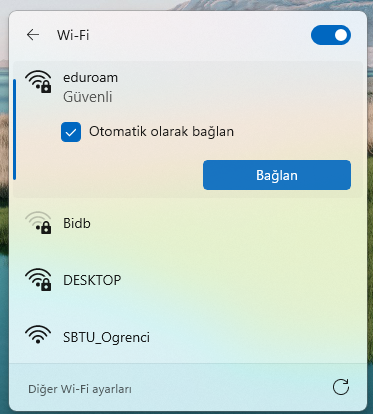 Wi-Fi
eduroam
Güvenli
Otomatik olarak bağlan
Bağlan
Bidb
DESKTOP
SBTU_Ogrenci
Diğer Wi-Fi ayarları